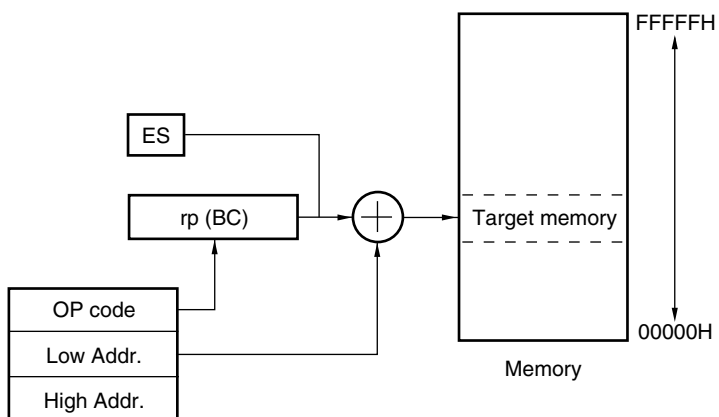 FFFFFH
ES
rp (BC)
Target memory
OP code
Low Addr.
High Addr.
00000H
Memory